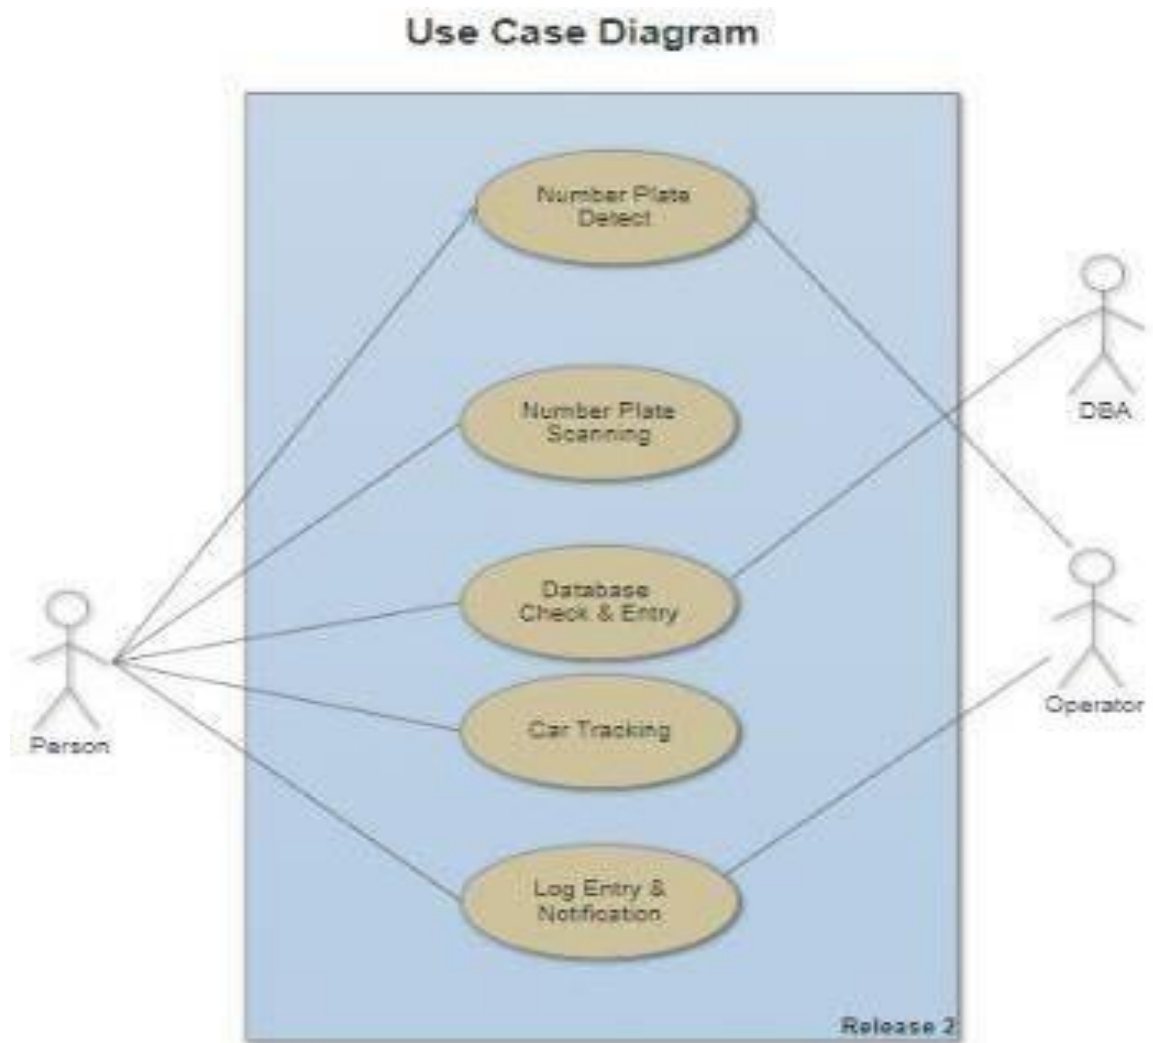 Use Case Diagram
Number Plate
Detect
DBA
Number Plate
Scanning
Database
Check & Entry
Operator
Person
Car Tracking
Log Entry &
Notification
Release 2